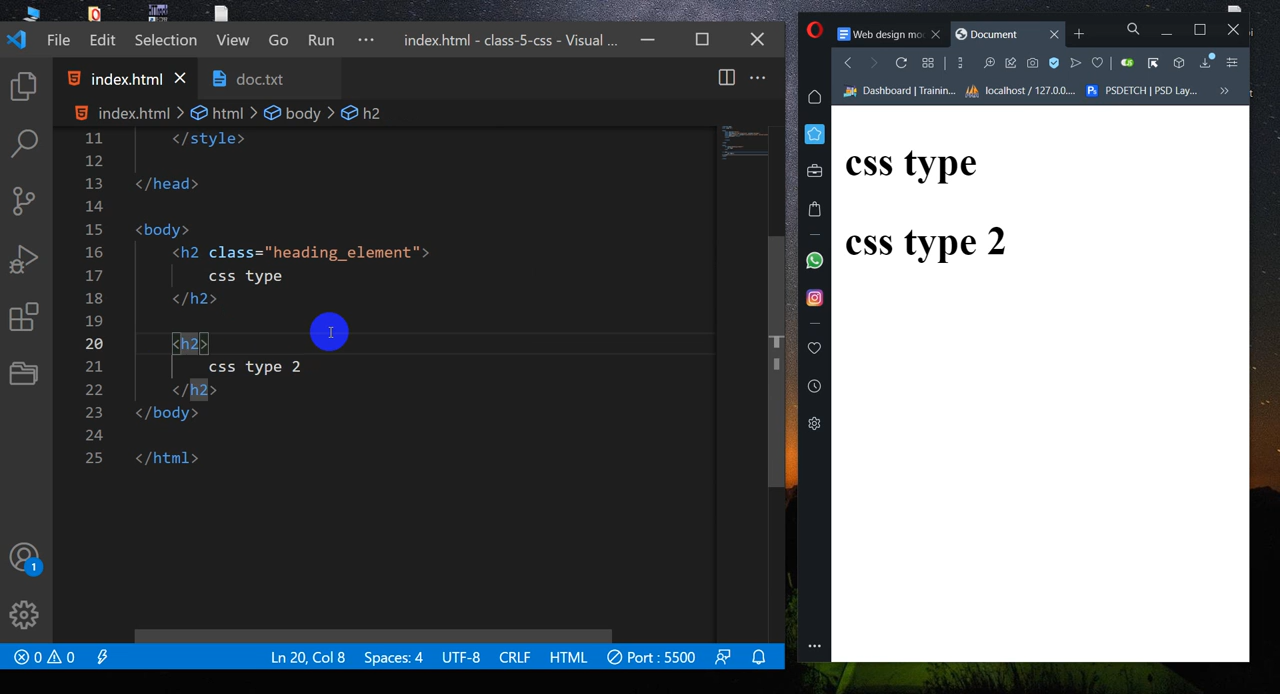 File Edit Selection View Go Run ··· index.html - class-5-css - Visual ...
index.html doc.txt
index.html > html > body > h2
11 </style>
12
13 </head>
14
15 <body>
16 <h2 class="heading_element">
17 css type
18 </h2>
19
20 <h2>
21 css type 2
22 </h2>
23 </body>
24
25 </html>
1
0 0 Ln 20, Col 8 Spaces: 4 UTF-8 CRLF HTML Port : 5500
Web design mo Document
Dashboard | Trainin... localhost / 127.0.0.... Ps PSDETCH | PSD Lay... »
css type
css type 2